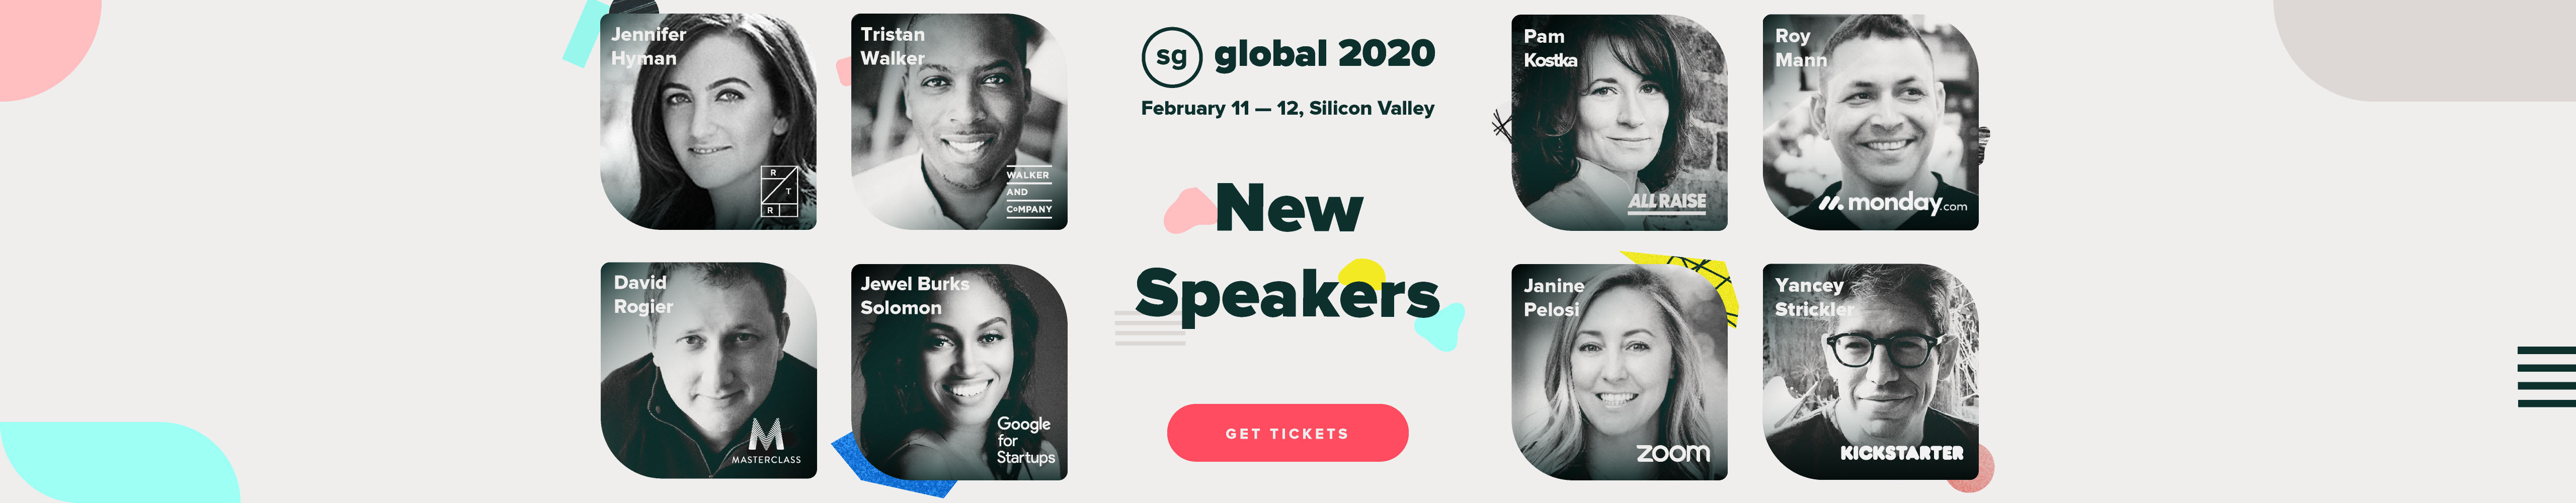 Jennifer
Hyman
R
T
R
Tristan
Walker
WALKER
AND
COMPANY
sg global 2020
February 11 — 12, Silicon Valley
New
Speakers
GET TICKETS
Pam
Kostka
ALL RAISE
Roy
Mann
monday.com
David
Rogier
M
MASTERCLASS
Jewel Burks
Solomon
Google
for
Startups
Janine
Pelosi
zoom
Yancey
Strickler
KICKSTARTER